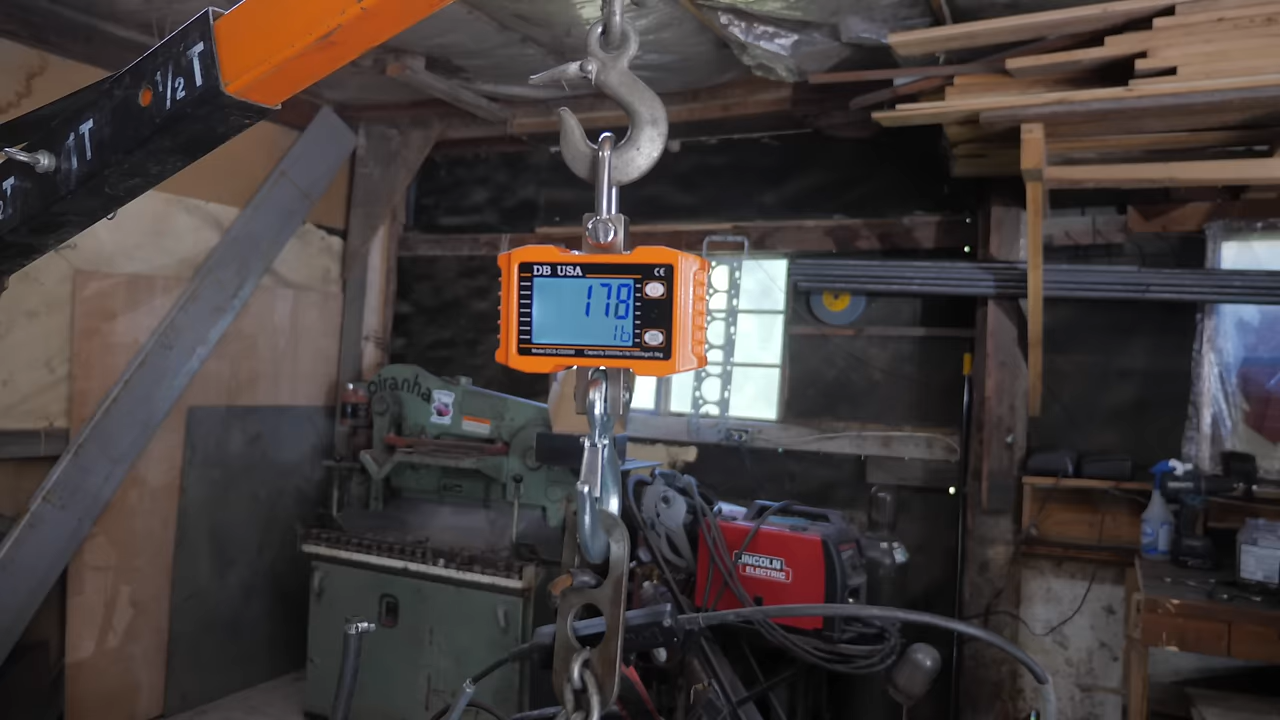 1/2 T
1T
DB USA
CE
178
lb
piranha
LINCOLN
ELECTRIC